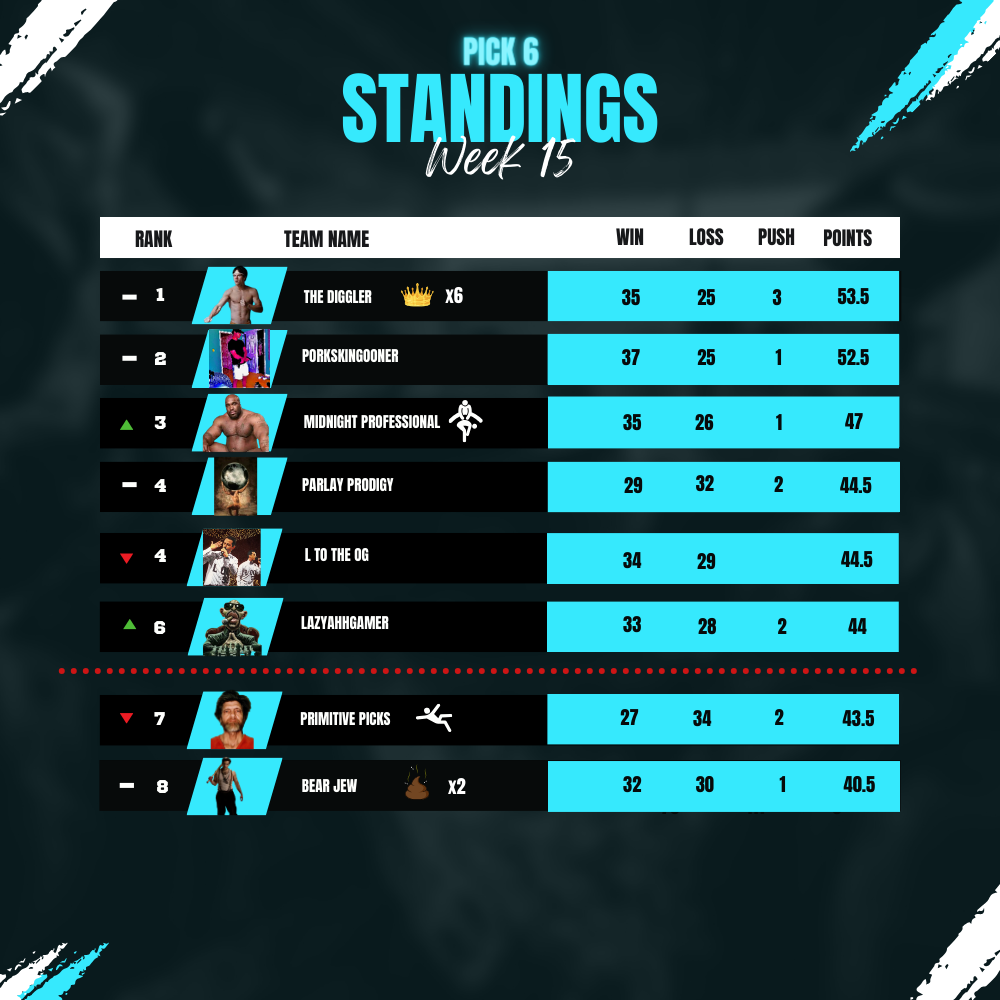 PICK 6
STANDINGS
Week 15
RANK TEAM NAME WIN LOSS PUSH POINTS
1 THE DIGGLER X6 35 25 3 53.5
2 PORKSKINGOONER 37 25 1 52.5
3 MIDNIGHT PROFESSIONAL 35 26 1 47
4 PARLAY PRODIGY 29 32 2 44.5
4 L TO THE OG 34 29 44.5
6 LAZYAHHGAMER 33 28 2 44
7 PRIMITIVE PICKS 27 34 2 43.5
8 BEAR JEW X2 32 30 1 40.5